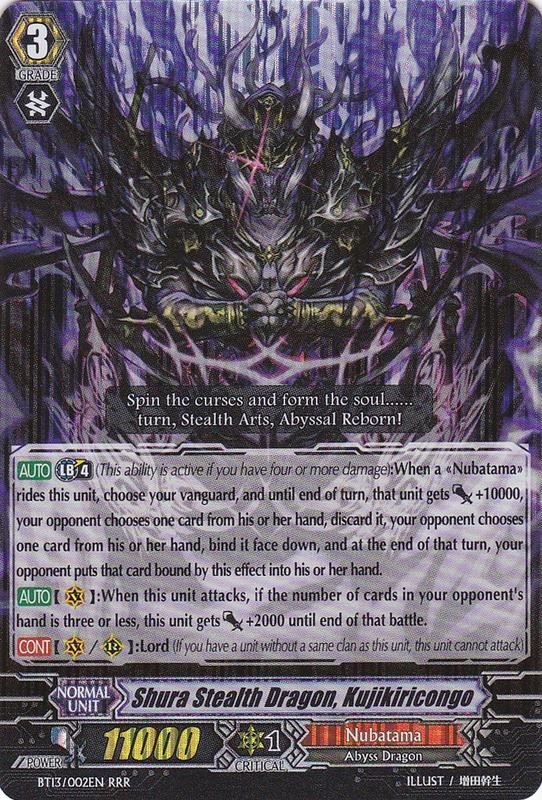 3
GRADE
Spin the curses and form the soul......
turn, Stealth Arts, Abyssal Reborn!
AUTO LB 4 (This ability is active if you have four or more damage):When a «Nubatama»
rides this unit, choose your vanguard, and until end of turn, that unit gets +10000,
your opponent chooses one card from his or her hand, discard it, your opponent chooses
one card from his or her hand, bind it face down, and at the end of that turn, your
opponent puts that card bound by this effect into his or her hand.
AUTO [ V ]:When this unit attacks, if the number of cards in your opponent's
hand is three or less, this unit gets +2000 until end of that battle.
CONT [ V / R ]:Lord (If you have a unit without a same clan as this unit, this unit cannot attack)
NORMAL
UNIT
Shura Stealth Dragon, Kujikiricongo
POWER
11000
1
CRITICAL
Nubatama
Abyss Dragon
BT13/002EN RRR
ILLUST / 増田幹生